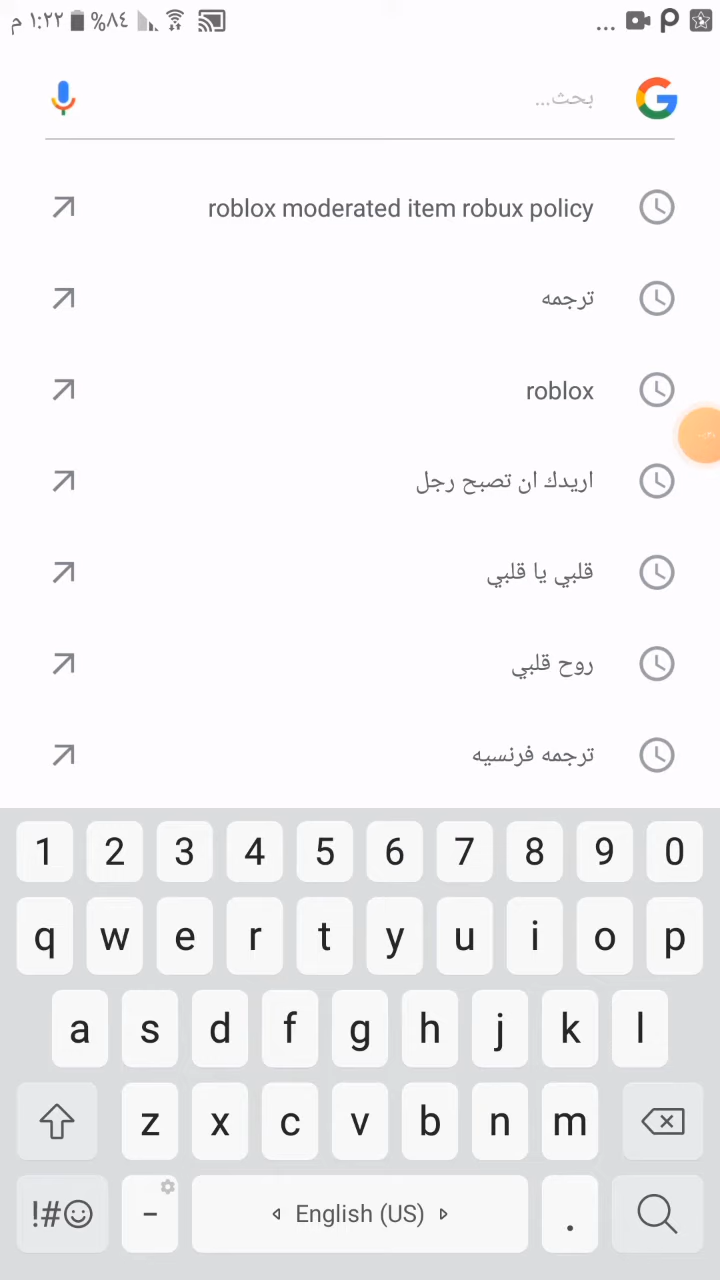 ١:٢٢ م %٨٤ ...
بحث...
roblox moderated item robux policy
ترجمه
roblox
اريدك ان تصبح رجل
قلبي يا قلبي
روح قلبي
ترجمه فرنسيه
1 2 3 4 5 6 7 8 9 0
q w e r t y u i o p
a s d f g h j k l
z x c v b n m
!#☺ - English (US) .